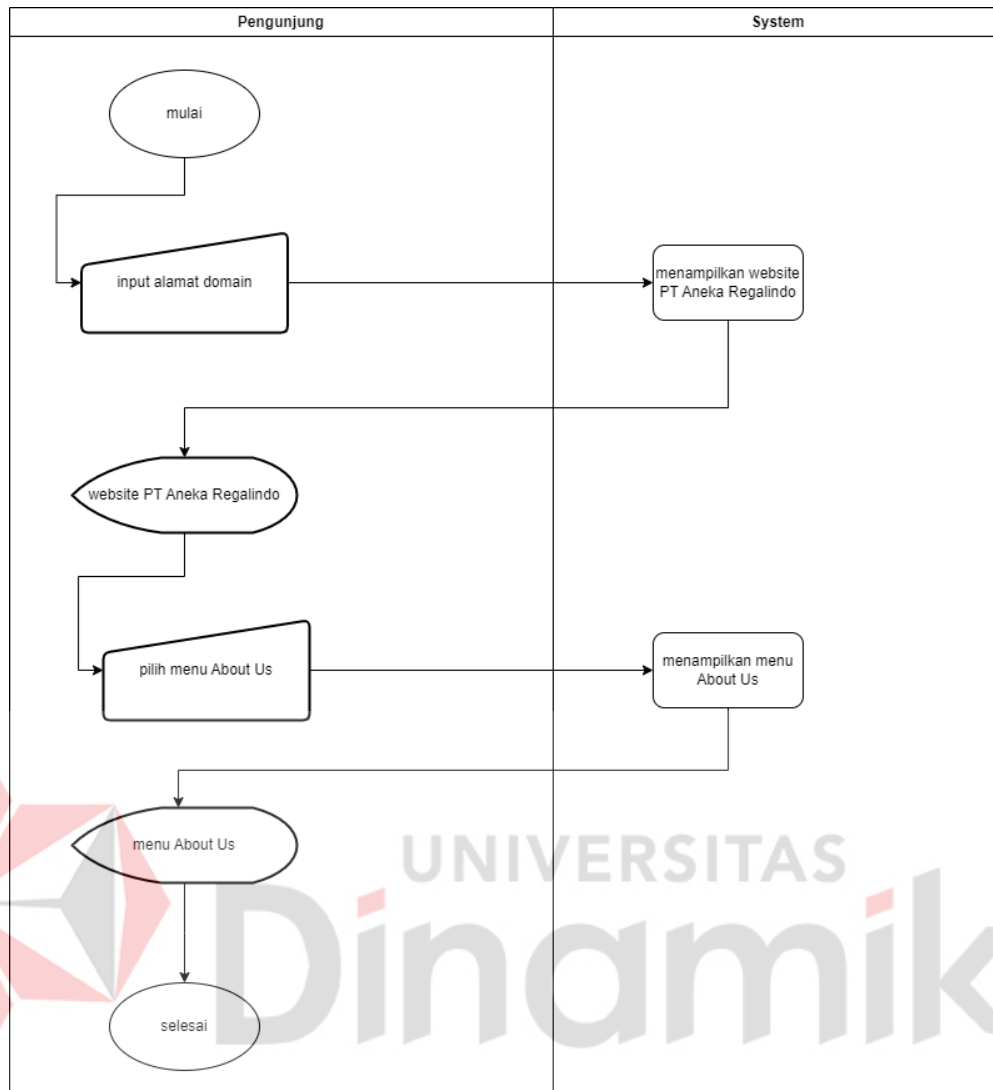 Pengunjung
System
mulai
input alamat domain
menampilkan website
PT Aneka Regalindo
website PT Aneka Regalindo
pilih menu About Us
menampilkan menu
About Us
menu About Us
UNIVERSITAS
Dinamik
selesai